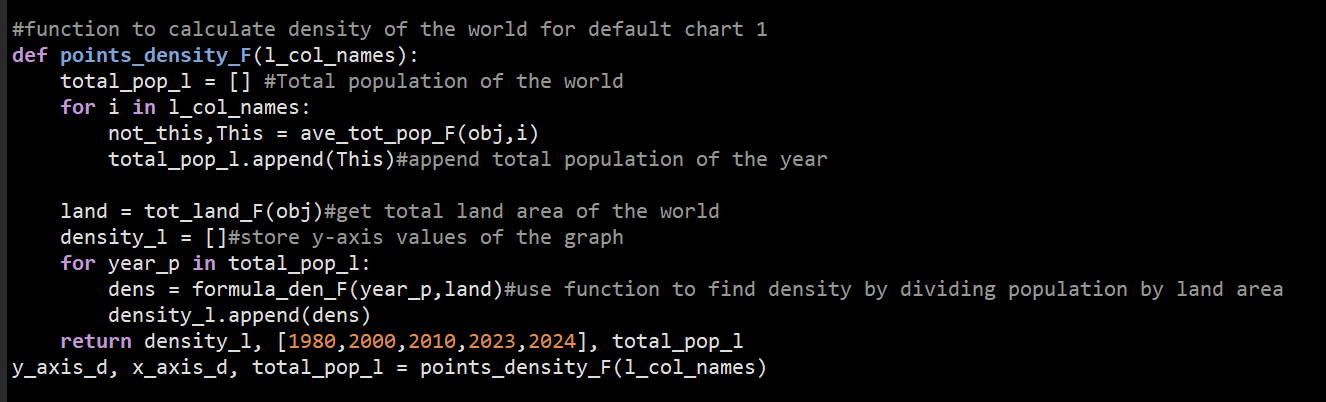 #function to calculate density of the world for default chart 1
def points_density_F(l_col_names):
    total_pop_l = [] #Total population of the world
    for i in l_col_names:
        not_this,This = ave_tot_pop_F(obj,i)
        total_pop_l.append(This)#append total population of the year

    land = tot_land_F(obj)#get total land area of the world
    density_l = []#store y-axis values of the graph
    for year_p in total_pop_l:
        dens = formula_den_F(year_p,land)#use function to find density by dividing population by land area
        density_l.append(dens)
    return density_l, [1980,2000,2010,2023,2024], total_pop_l
y_axis_d, x_axis_d, total_pop_l = points_density_F(l_col_names)